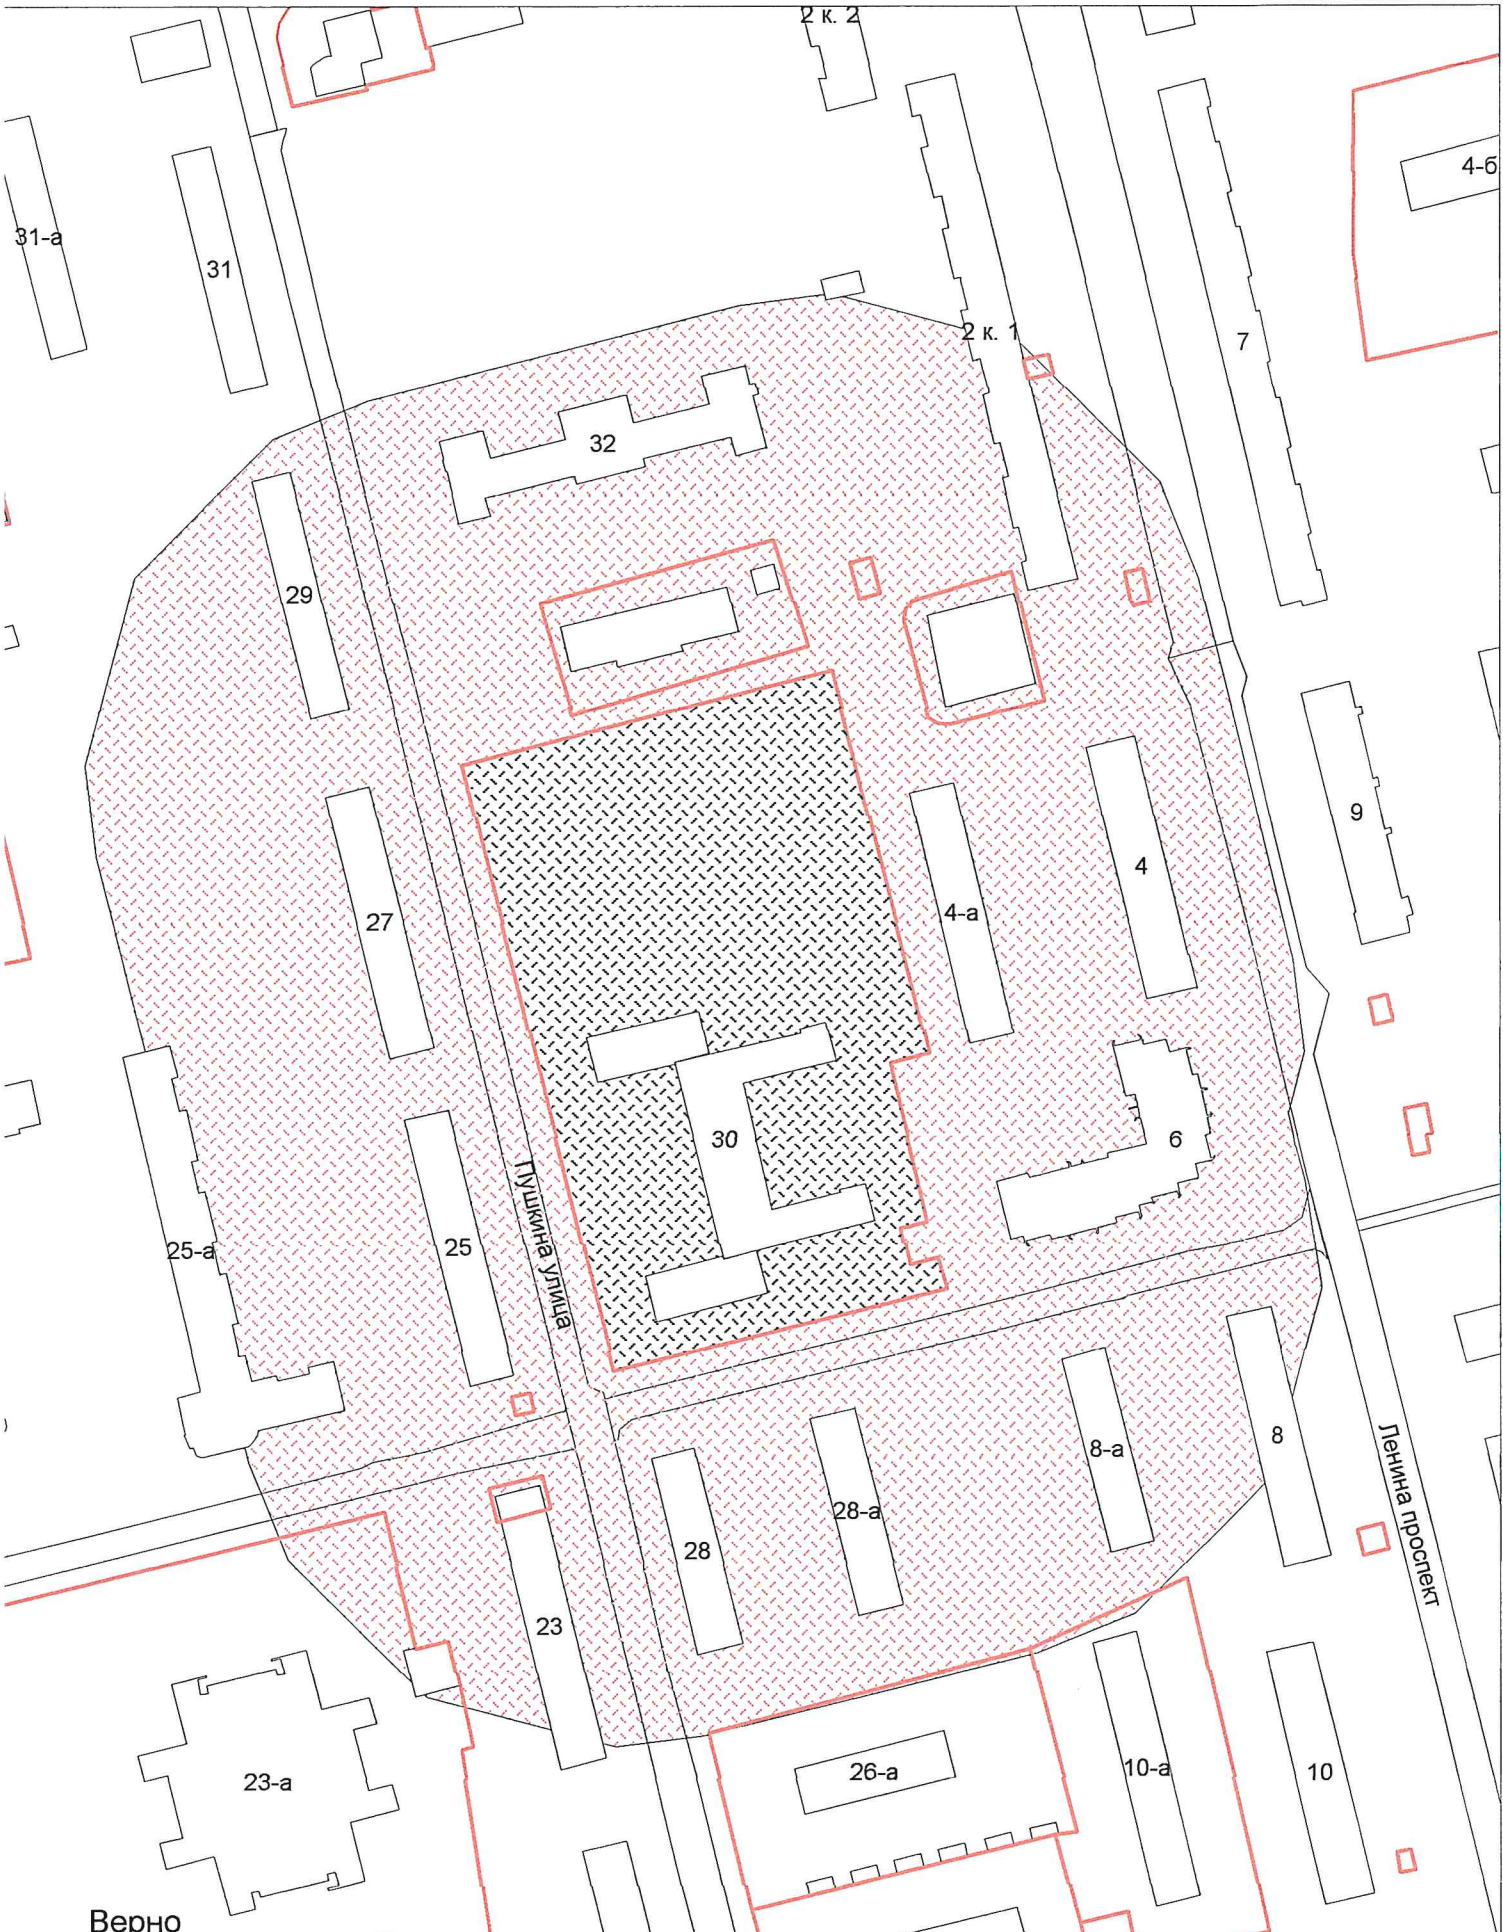 2 к. 2
4-б
31-а
31
2 к. 1
7
32
29
9
4
4-а
27
30
6
Пушкина улица
25
25-а
8
8-а
Ленина проспект
28-а
28
23
10-а
26-а
10
23-а
Верно